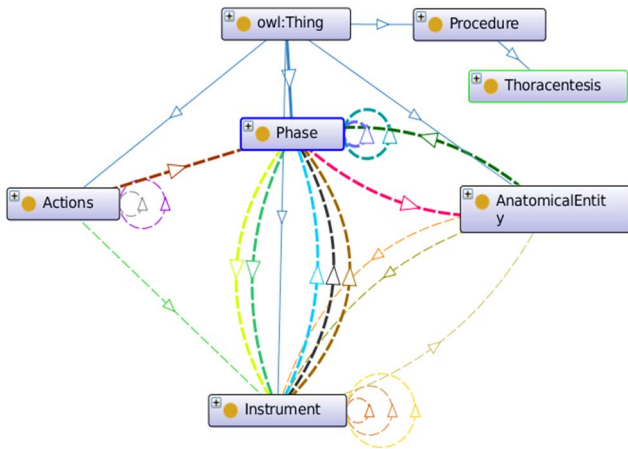 owl:Thing
Procedure
Thoracentesis
Phase
Actions
AnatomicalEntit
y
Instrument